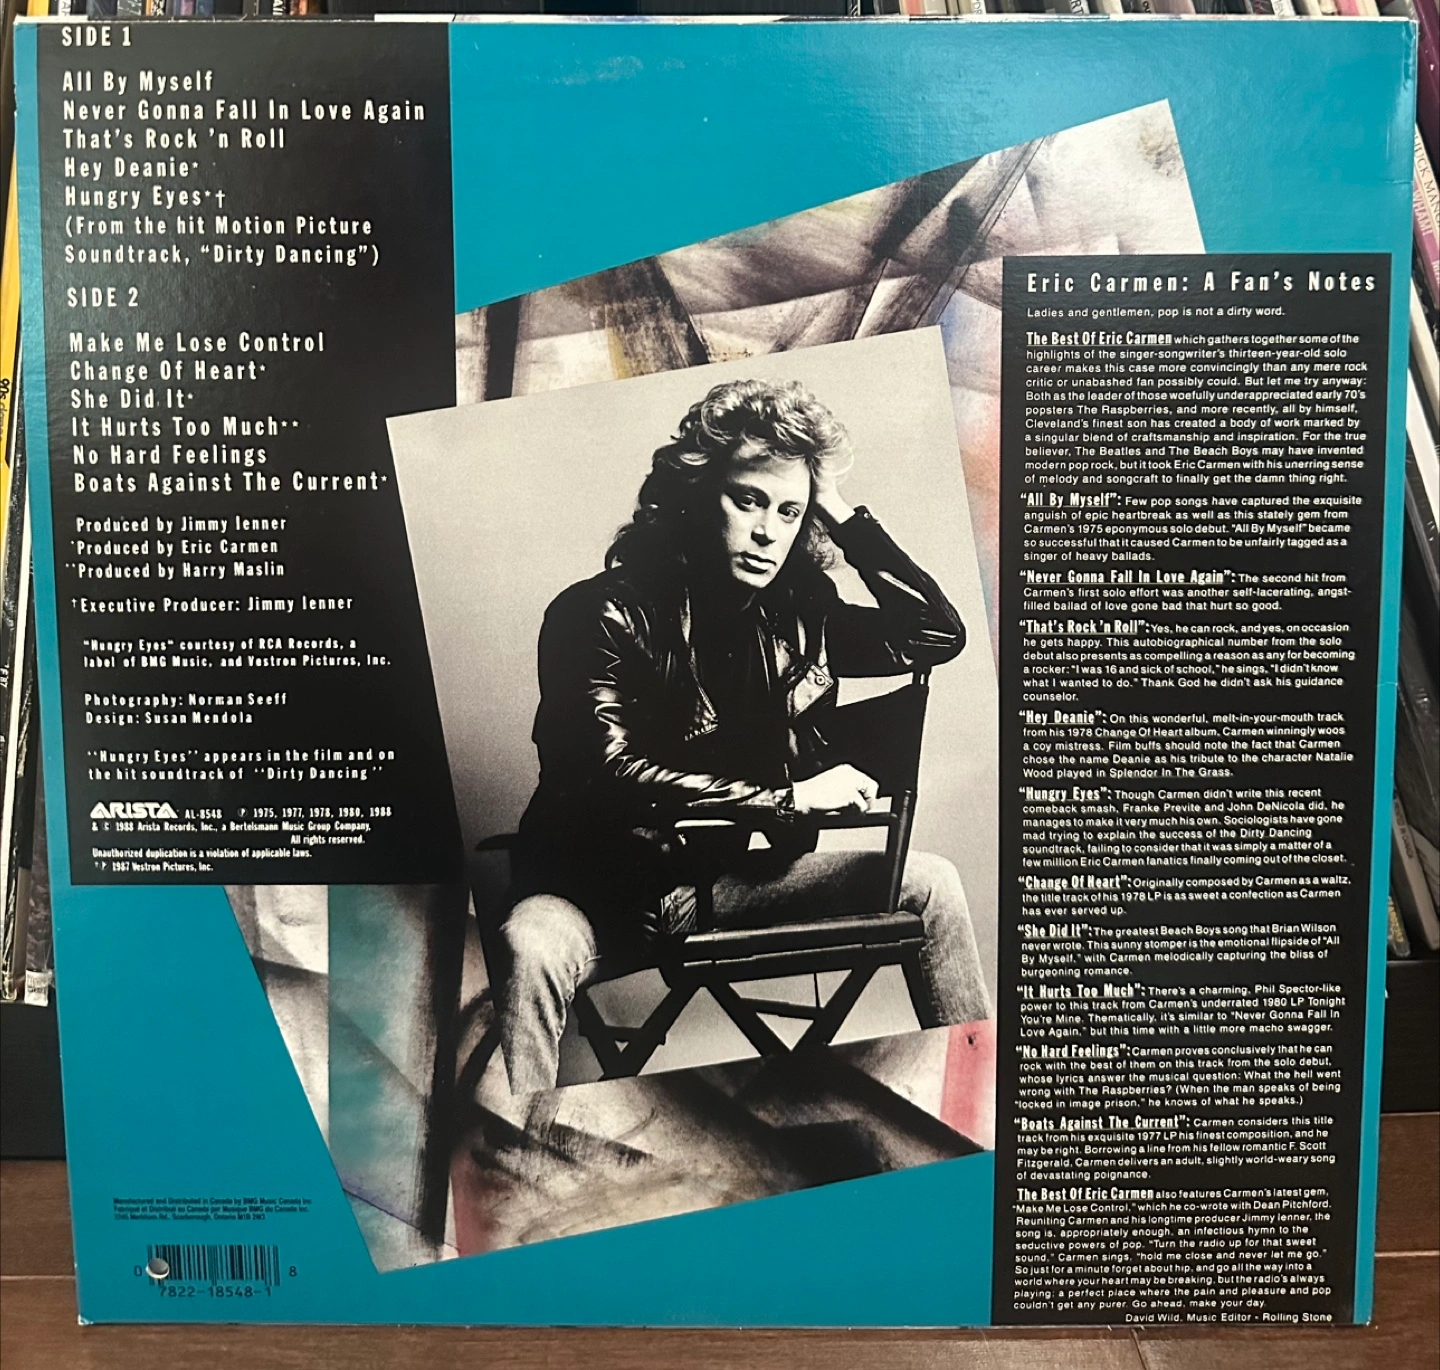 SIDE 1
All By Myself
Never Gonna Fall In Love Again
That's Rock 'n Roll
Hey Deanie*
Hungry Eyes*†
(From the hit Motion Picture
Soundtrack, "Dirty Dancing")
SIDE 2
Make Me Lose Control
Change Of Heart*
She Did It*
It Hurts Too Much**
No Hard Feelings
Boats Against The Current*
Produced by Jimmy Ienner
*Produced by Eric Carmen
**Produced by Harry Maslin
†Executive Producer: Jimmy Ienner
"Hungry Eyes" courtesy of RCA Records, a
label of BMG Music, and Vestron Pictures, Inc.
Photography: Norman Seeff
Design: Susan Mendola
"Hungry Eyes" appears in the film and on
the hit soundtrack of "Dirty Dancing"
ARISTA AL-8548 ℗ 1975, 1977, 1978, 1980, 1988
& © 1988 Arista Records, Inc., a Bertelsmann Music Group Company.
All rights reserved.
Unauthorized duplication is a violation of applicable laws.
*℗ 1987 Vestron Pictures, Inc.
Manufactured and Distributed in Canada by BMG Music Canada Inc.
Fabriqué et Distribué au Canada par Musique BMG du Canada Inc.
0 7822-18548-1 8
Eric Carmen: A Fan's Notes
Ladies and gentlemen, pop is not a dirty word.
The Best Of Eric Carmen which gathers together some of the
highlights of the singer-songwriter's thirteen-year-old solo
career makes this case more convincingly than any mere rock
critic or unabashed fan possibly could. But let me try anyway:
Both as the leader of those woefully underappreciated early 70's
popsters The Raspberries, and more recently, all by himself,
Cleveland's finest son has created a body of work marked by
a singular blend of craftsmanship and inspiration. For the true
believer, The Beatles and The Beach Boys may have invented
modern pop rock, but it took Eric Carmen with his unerring sense
of melody and songcraft to finally get the damn thing right.
"All By Myself": Few pop songs have captured the exquisite
anguish of epic heartbreak as well as this stately gem from
Carmen's 1975 eponymous solo debut. "All By Myself" became
so successful that it caused Carmen to be unfairly tagged as a
singer of heavy ballads.
"Never Gonna Fall In Love Again": The second hit from
Carmen's first solo effort was another self-lacerating, angst-
filled ballad of love gone bad that hurt so good.
"That's Rock 'n Roll": Yes, he can rock, and yes, on occasion
he gets happy. This autobiographical number from the solo
debut also presents as compelling a reason as any for becoming
a rocker: "I was 16 and sick of school," he sings. "I didn't know
what I wanted to do." Thank God he didn't ask his guidance
counselor.
"Hey Deanie": On this wonderful, melt-in-your-mouth track
from his 1978 Change Of Heart album, Carmen winningly woos
a coy mistress. Film buffs should note the fact that Carmen
chose the name Deanie as his tribute to the character Natalie
Wood played in Splendor In The Grass.
"Hungry Eyes": Though Carmen didn't write this recent
comeback smash, Franke Previte and John DeNicola did, he
manages to make it very much his own. Sociologists have gone
mad trying to explain the success of the Dirty Dancing
soundtrack, failing to consider that it was simply a matter of a
few million Eric Carmen fanatics finally coming out of the closet.
"Change Of Heart": Originally composed by Carmen as a waltz,
the title track of his 1978 LP is as sweet a confection as Carmen
has ever served up.
"She Did It": The greatest Beach Boys song that Brian Wilson
never wrote. This sunny stomper is the emotional flipside of "All
By Myself," with Carmen melodically capturing the bliss of
burgeoning romance.
"It Hurts Too Much": There's a charming, Phil Spector-like
power to this track from Carmen's underrated 1980 LP Tonight
You're Mine. Thematically, it's similar to "Never Gonna Fall In
Love Again," but this time with a little more macho swagger.
"No Hard Feelings": Carmen proves conclusively that he can
rock with the best of them on this track from the solo debut,
whose lyrics answer the musical question: What the hell went
wrong with The Raspberries? (When the man speaks of being
"locked in image prison," he knows of what he speaks.)
"Boats Against The Current": Carmen considers this title
track from his exquisite 1977 LP his finest composition, and he
may be right. Borrowing a line from his fellow romantic F. Scott
Fitzgerald, Carmen delivers an adult, slightly world-weary song
of devastating poignance.
The Best Of Eric Carmen also features Carmen's latest gem,
"Make Me Lose Control," which he co-wrote with Dean Pitchford.
Reuniting Carmen and his longtime producer Jimmy Ienner, the
song is, appropriately enough, an infectious hymn to the
seductive powers of pop. "Turn the radio up for that sweet
sound," Carmen sings, "hold me close and never let me go."
So just for a minute forget about hip, and go all the way into a
world where your heart may be breaking, but the radio's always
playing; a perfect place where the pain and pleasure and pop
couldn't get any purer. Go ahead, make your day.
David Wild, Music Editor - Rolling Stone
WHAM!